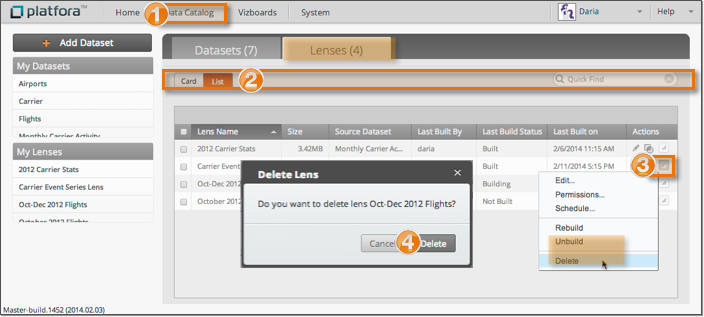 platfora™ Home 1 Data Catalog Vizboards System Daria Help
+ Add Dataset
My Datasets
Airports
Carrier
Flights
Monthly Carrier Activity
My Lenses
2012 Carrier Stats
Carrier Event Series Lens
Oct-Dec 2012 Flights
October 2012 Flights
Master-build.1452 (2014.02.03)
Datasets (7) Lenses (4)
Card List 2 Quick Find
Lens Name Size Source Dataset Last Built By Last Build Status Last Built on Actions
2012 Carrier Stats 3.42MB Monthly Carrier Ac... daria Built 2/6/2014 11:15 AM
Carrier Event Series Built 2/11/2014 5:15 PM 3
Oct-Dec 2012 Building
October 2012 Not Built
Delete Lens ×
Do you want to delete lens Oct-Dec 2012 Flights?
Cancel 4 Delete
Edit...
Permissions...
Schedule...
Rebuild
Unbuild
Delete